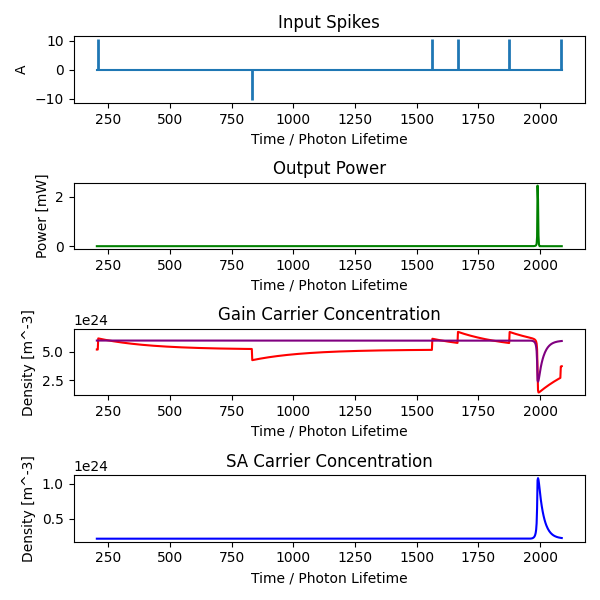 Input Spikes
A
10
0
−10
250 500 750 1000 1250 1500 1750 2000
Time / Photon Lifetime
Output Power
Power [mW]
2
0
250 500 750 1000 1250 1500 1750 2000
Time / Photon Lifetime
Gain Carrier Concentration
1e24
Density [m^-3]
5.0
2.5
250 500 750 1000 1250 1500 1750 2000
Time / Photon Lifetime
SA Carrier Concentration
1e24
Density [m^-3]
1.0
0.5
250 500 750 1000 1250 1500 1750 2000
Time / Photon Lifetime